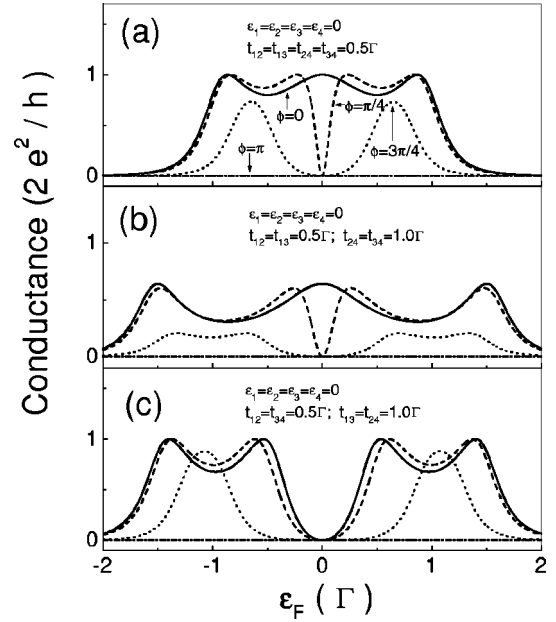 (a)
ε₁=ε₂=ε₃=ε₄=0
t₁₂=t₁₃=t₂₄=t₃₄=0.5Γ
1
ϕ=0
ϕ=π/4
ϕ=π
ϕ=3π/4
0
(b)
ε₁=ε₂=ε₃=ε₄=0
t₁₂=t₁₃=0.5Γ; t₂₄=t₃₄=1.0Γ
1
0
(c)
ε₁=ε₂=ε₃=ε₄=0
t₁₂=t₃₄=0.5Γ; t₁₃=t₂₄=1.0Γ
1
0
-2 -1 0 1 2
Conductance (2 e² / h)
ε_F ( Γ )